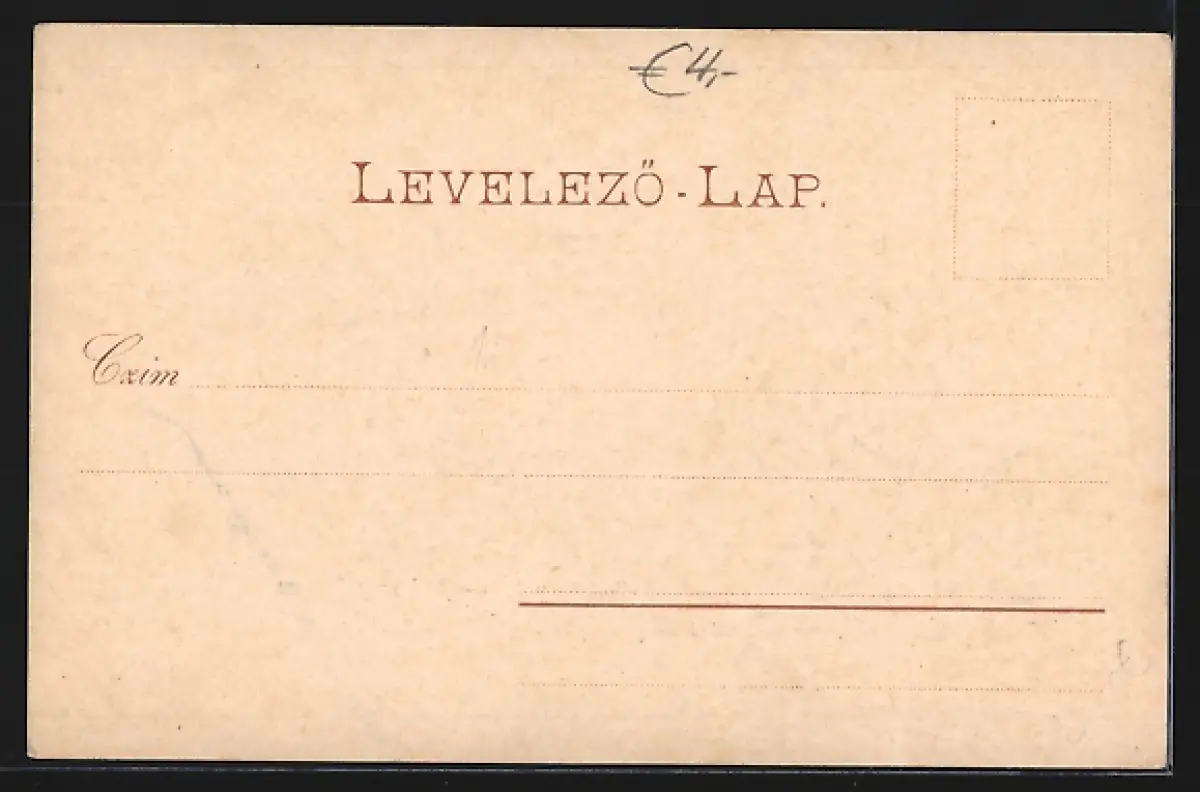 € 4,-
LEVELEZŐ-LAP.
Czim